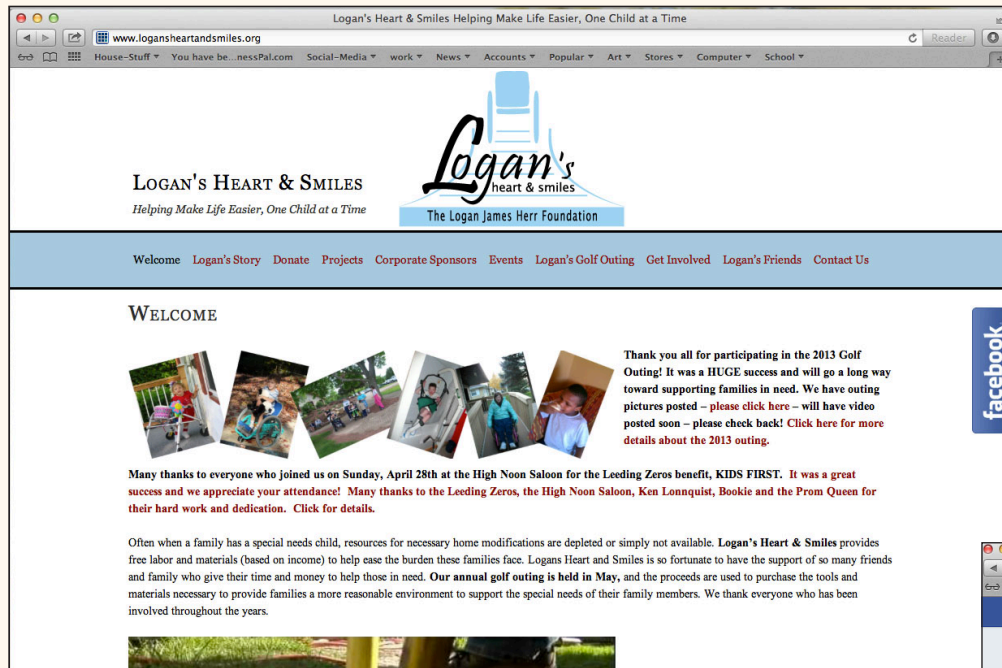 Logan's Heart & Smiles Helping Make Life Easier, One Child at a Time
www.logansheartandsmiles.org
Reader
House-Stuff You have be...nessPal.com Social-Media work News Accounts Popular Art Stores Computer School
LOGAN'S HEART & SMILES
Helping Make Life Easier, One Child at a Time
Logan's
heart & smiles
The Logan James Herr Foundation
Welcome Logan's Story Donate Projects Corporate Sponsors Events Logan's Golf Outing Get Involved Logan's Friends Contact Us
WELCOME
Thank you all for participating in the 2013 Golf
Outing! It was a HUGE success and will go a long way
toward supporting families in need. We have outing
pictures posted – please click here – will have video
posted soon – please check back! Click here for more
details about the 2013 outing.
facebook
Many thanks to everyone who joined us on Sunday, April 28th at the High Noon Saloon for the Leeding Zeros benefit, KIDS FIRST. It was a great
success and we appreciate your attendance! Many thanks to the Leeding Zeros, the High Noon Saloon, Ken Lonnquist, Bookie and the Prom Queen for
their hard work and dedication. Click for details.
Often when a family has a special needs child, resources for necessary home modifications are depleted or simply not available. Logan's Heart & Smiles provides
free labor and materials (based on income) to help ease the burden these families face. Logans Heart and Smiles is so fortunate to have the support of so many friends
and family who give their time and money to help those in need. Our annual golf outing is held in May, and the proceeds are used to purchase the tools and
materials necessary to provide families a more reasonable environment to support the special needs of their family members. We thank everyone who has been
involved throughout the years.